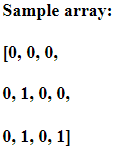 Sample array:
[0, 0, 0,
0, 1, 0, 0,
0, 1, 0, 1]